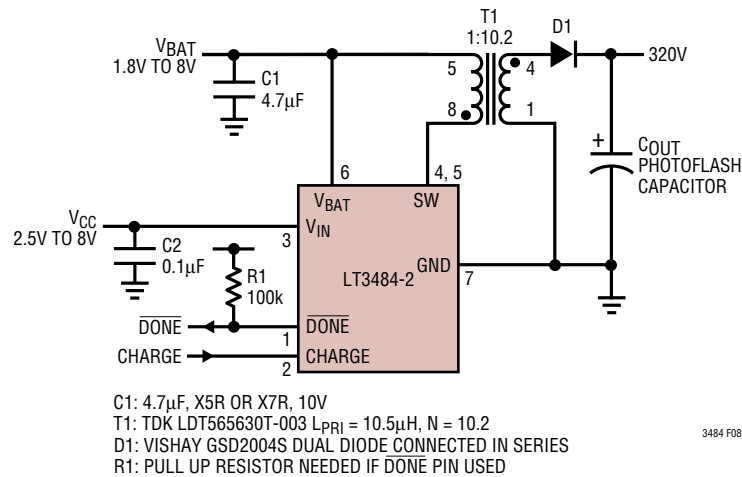 T1
1:10.2
D1
VBAT
1.8V TO 8V
C1
4.7µF
5
8
4
1
320V
+
COUT
PHOTOFLASH
CAPACITOR
6
4, 5
VBAT
SW
VCC
2.5V TO 8V
VIN
3
C2
0.1µF
R1
100k
GND
7
LT3484-2
DONE
DONE
1
CHARGE
CHARGE
2
C1: 4.7µF, X5R OR X7R, 10V
T1: TDK LDT565630T-003 LPRI = 10.5µH, N = 10.2
D1: VISHAY GSD2004S DUAL DIODE CONNECTED IN SERIES
R1: PULL UP RESISTOR NEEDED IF DONE PIN USED
3484 F08